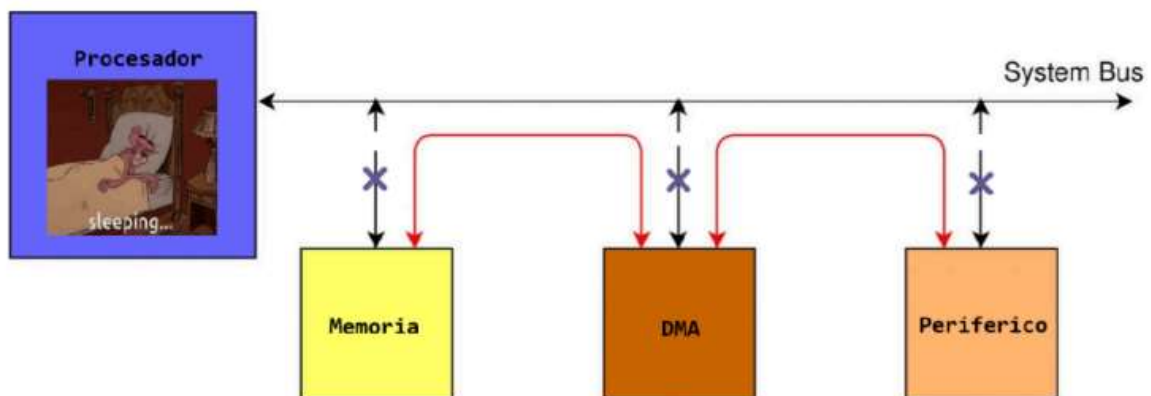 Procesador
sleeping...
System Bus
Memoria
DMA
Periferico